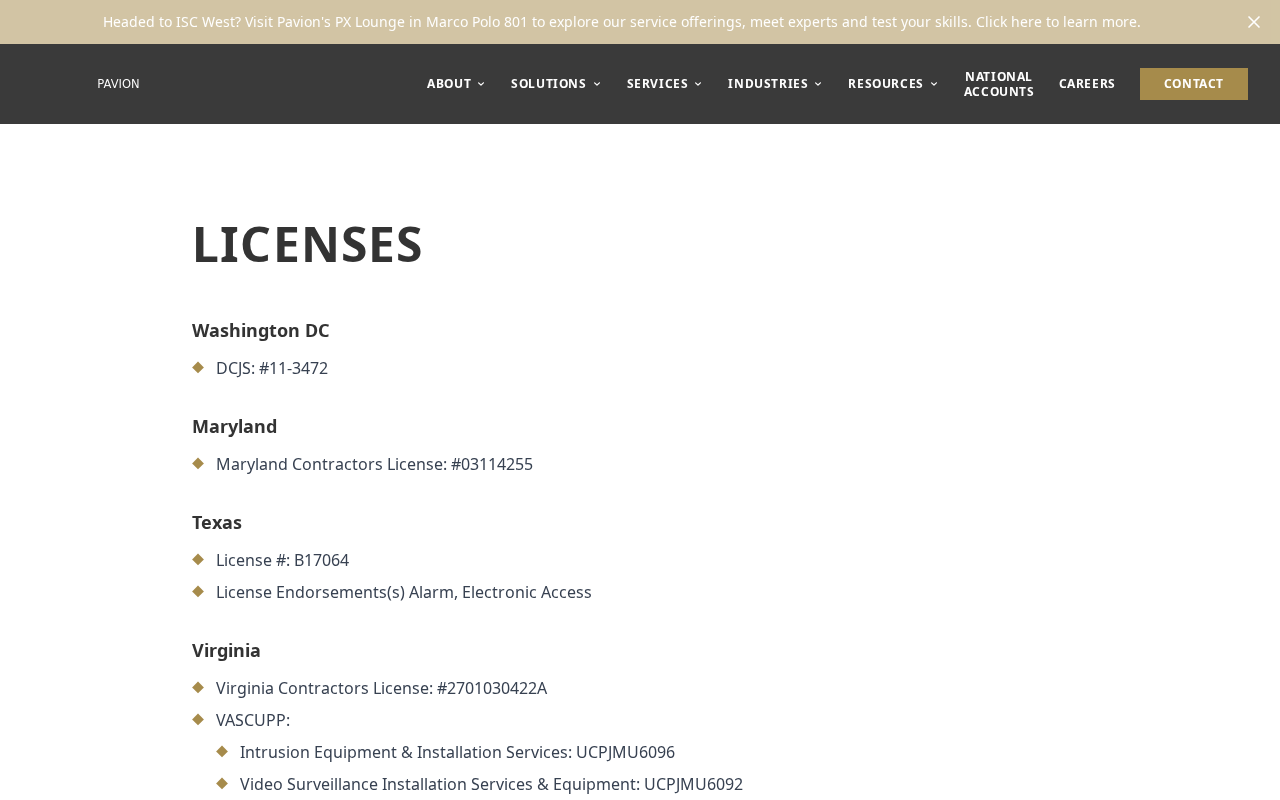 Headed to ISC West? Visit Pavion's PX Lounge in Marco Polo 801 to explore our service offerings, meet experts and test your skills. Click here to learn more.
PAVION
ABOUT
SOLUTIONS
SERVICES
INDUSTRIES
RESOURCES
NATIONAL
ACCOUNTS
CAREERS
CONTACT
LICENSES
Washington DC
DCJS: #11-3472
Maryland
Maryland Contractors License: #03114255
Texas
License #: B17064
License Endorsements(s) Alarm, Electronic Access
Virginia
Virginia Contractors License: #2701030422A
VASCUPP:
Intrusion Equipment & Installation Services: UCPJMU6096
Video Surveillance Installation Services & Equipment: UCPJMU6092